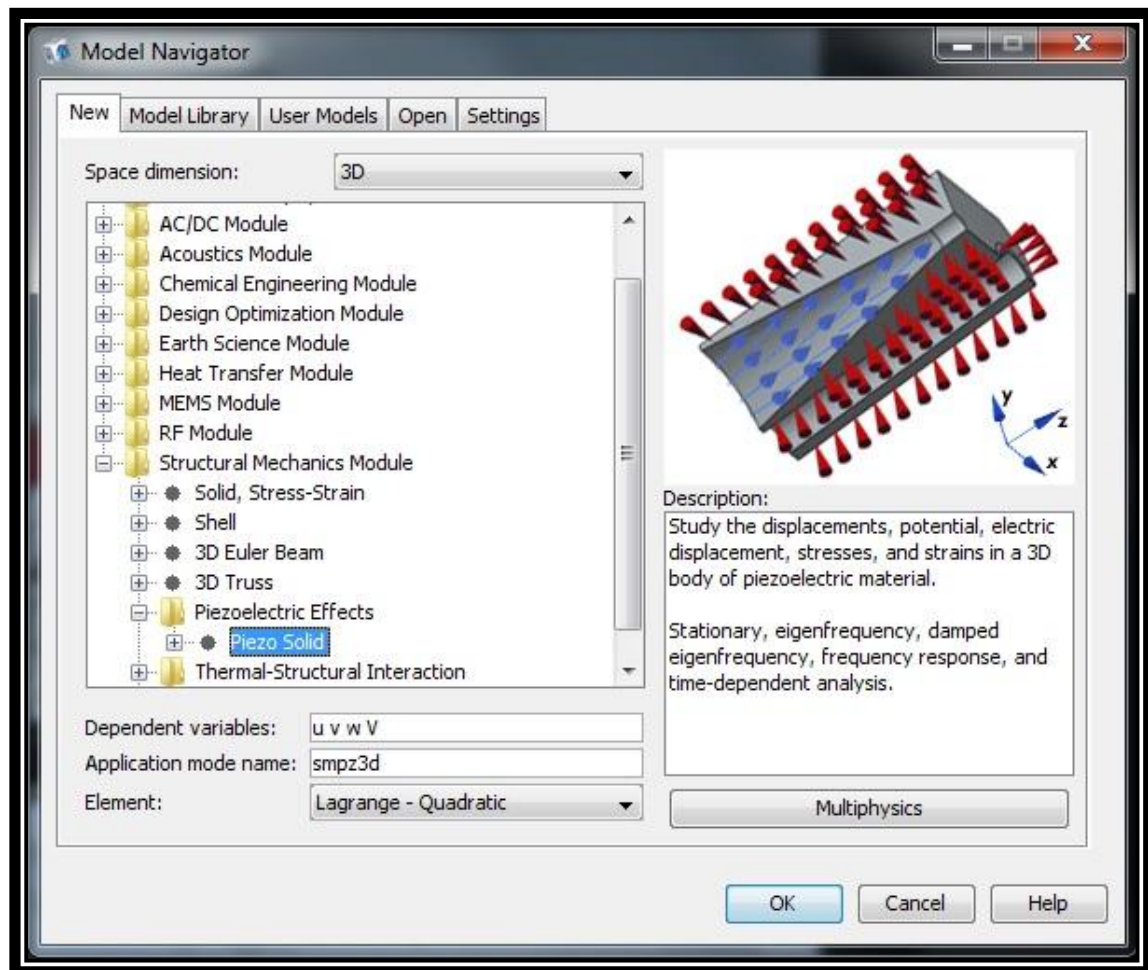 Model Navigator
New Model Library User Models Open Settings
Space dimension: 3D
AC/DC Module
Acoustics Module
Chemical Engineering Module
Design Optimization Module
Earth Science Module
Heat Transfer Module
MEMS Module
RF Module
Structural Mechanics Module
Solid, Stress-Strain
Shell
3D Euler Beam
3D Truss
Piezoelectric Effects
Piezo Solid
Thermal-Structural Interaction
Dependent variables: u v w V
Application mode name: smpz3d
Element: Lagrange - Quadratic
y
z
x
Description:
Study the displacements, potential, electric
displacement, stresses, and strains in a 3D
body of piezoelectric material.
Stationary, eigenfrequency, damped
eigenfrequency, frequency response, and
time-dependent analysis.
Multiphysics
OK Cancel Help